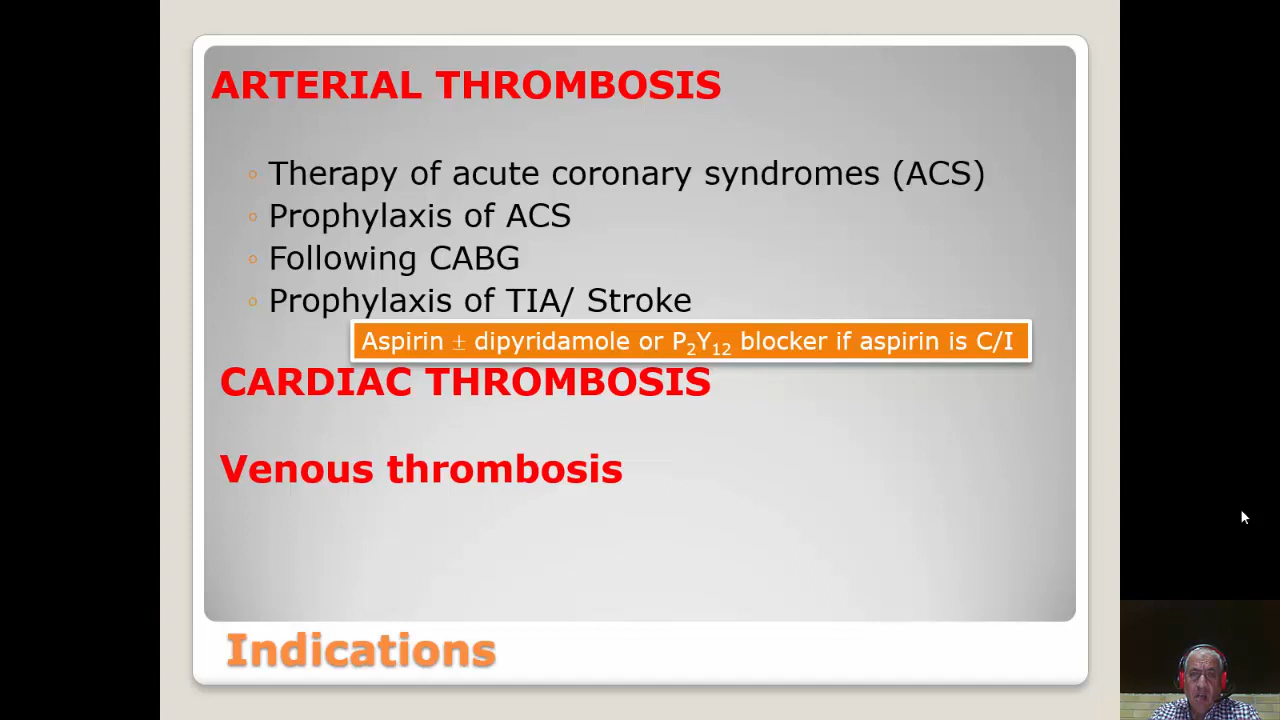 ARTERIAL THROMBOSIS
◦ Therapy of acute coronary syndromes (ACS)
◦ Prophylaxis of ACS
◦ Following CABG
◦ Prophylaxis of TIA/ Stroke
Aspirin ± dipyridamole or P₂Y₁₂ blocker if aspirin is C/I
CARDIAC THROMBOSIS
Venous thrombosis
Indications